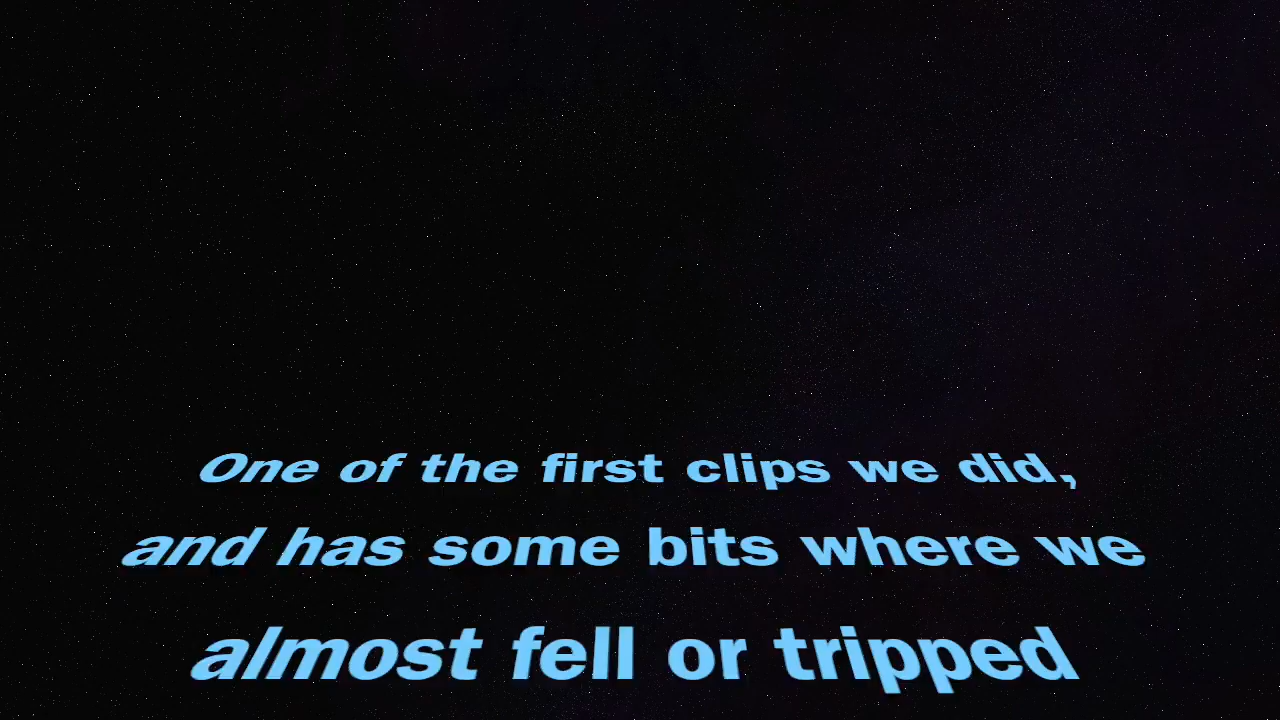 One of the first clips we did,
and has some bits where we
almost fell or tripped